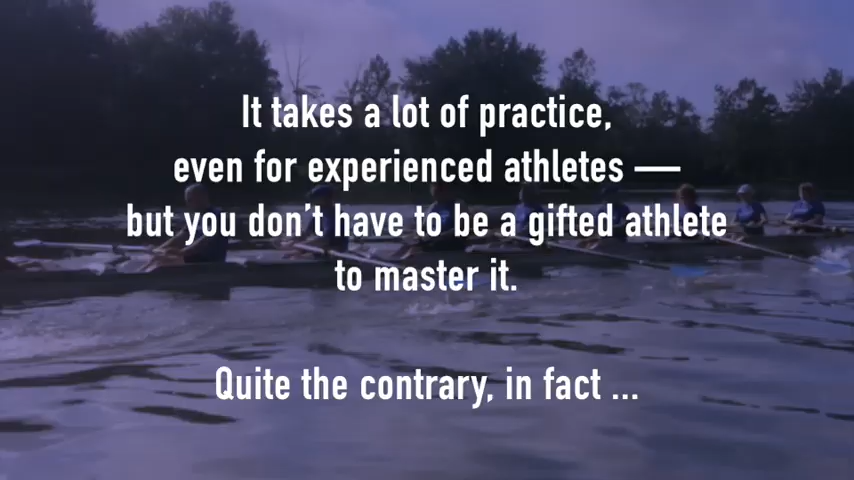 It takes a lot of practice,
even for experienced athletes —
but you don’t have to be a gifted athlete
to master it.
Quite the contrary, in fact ...